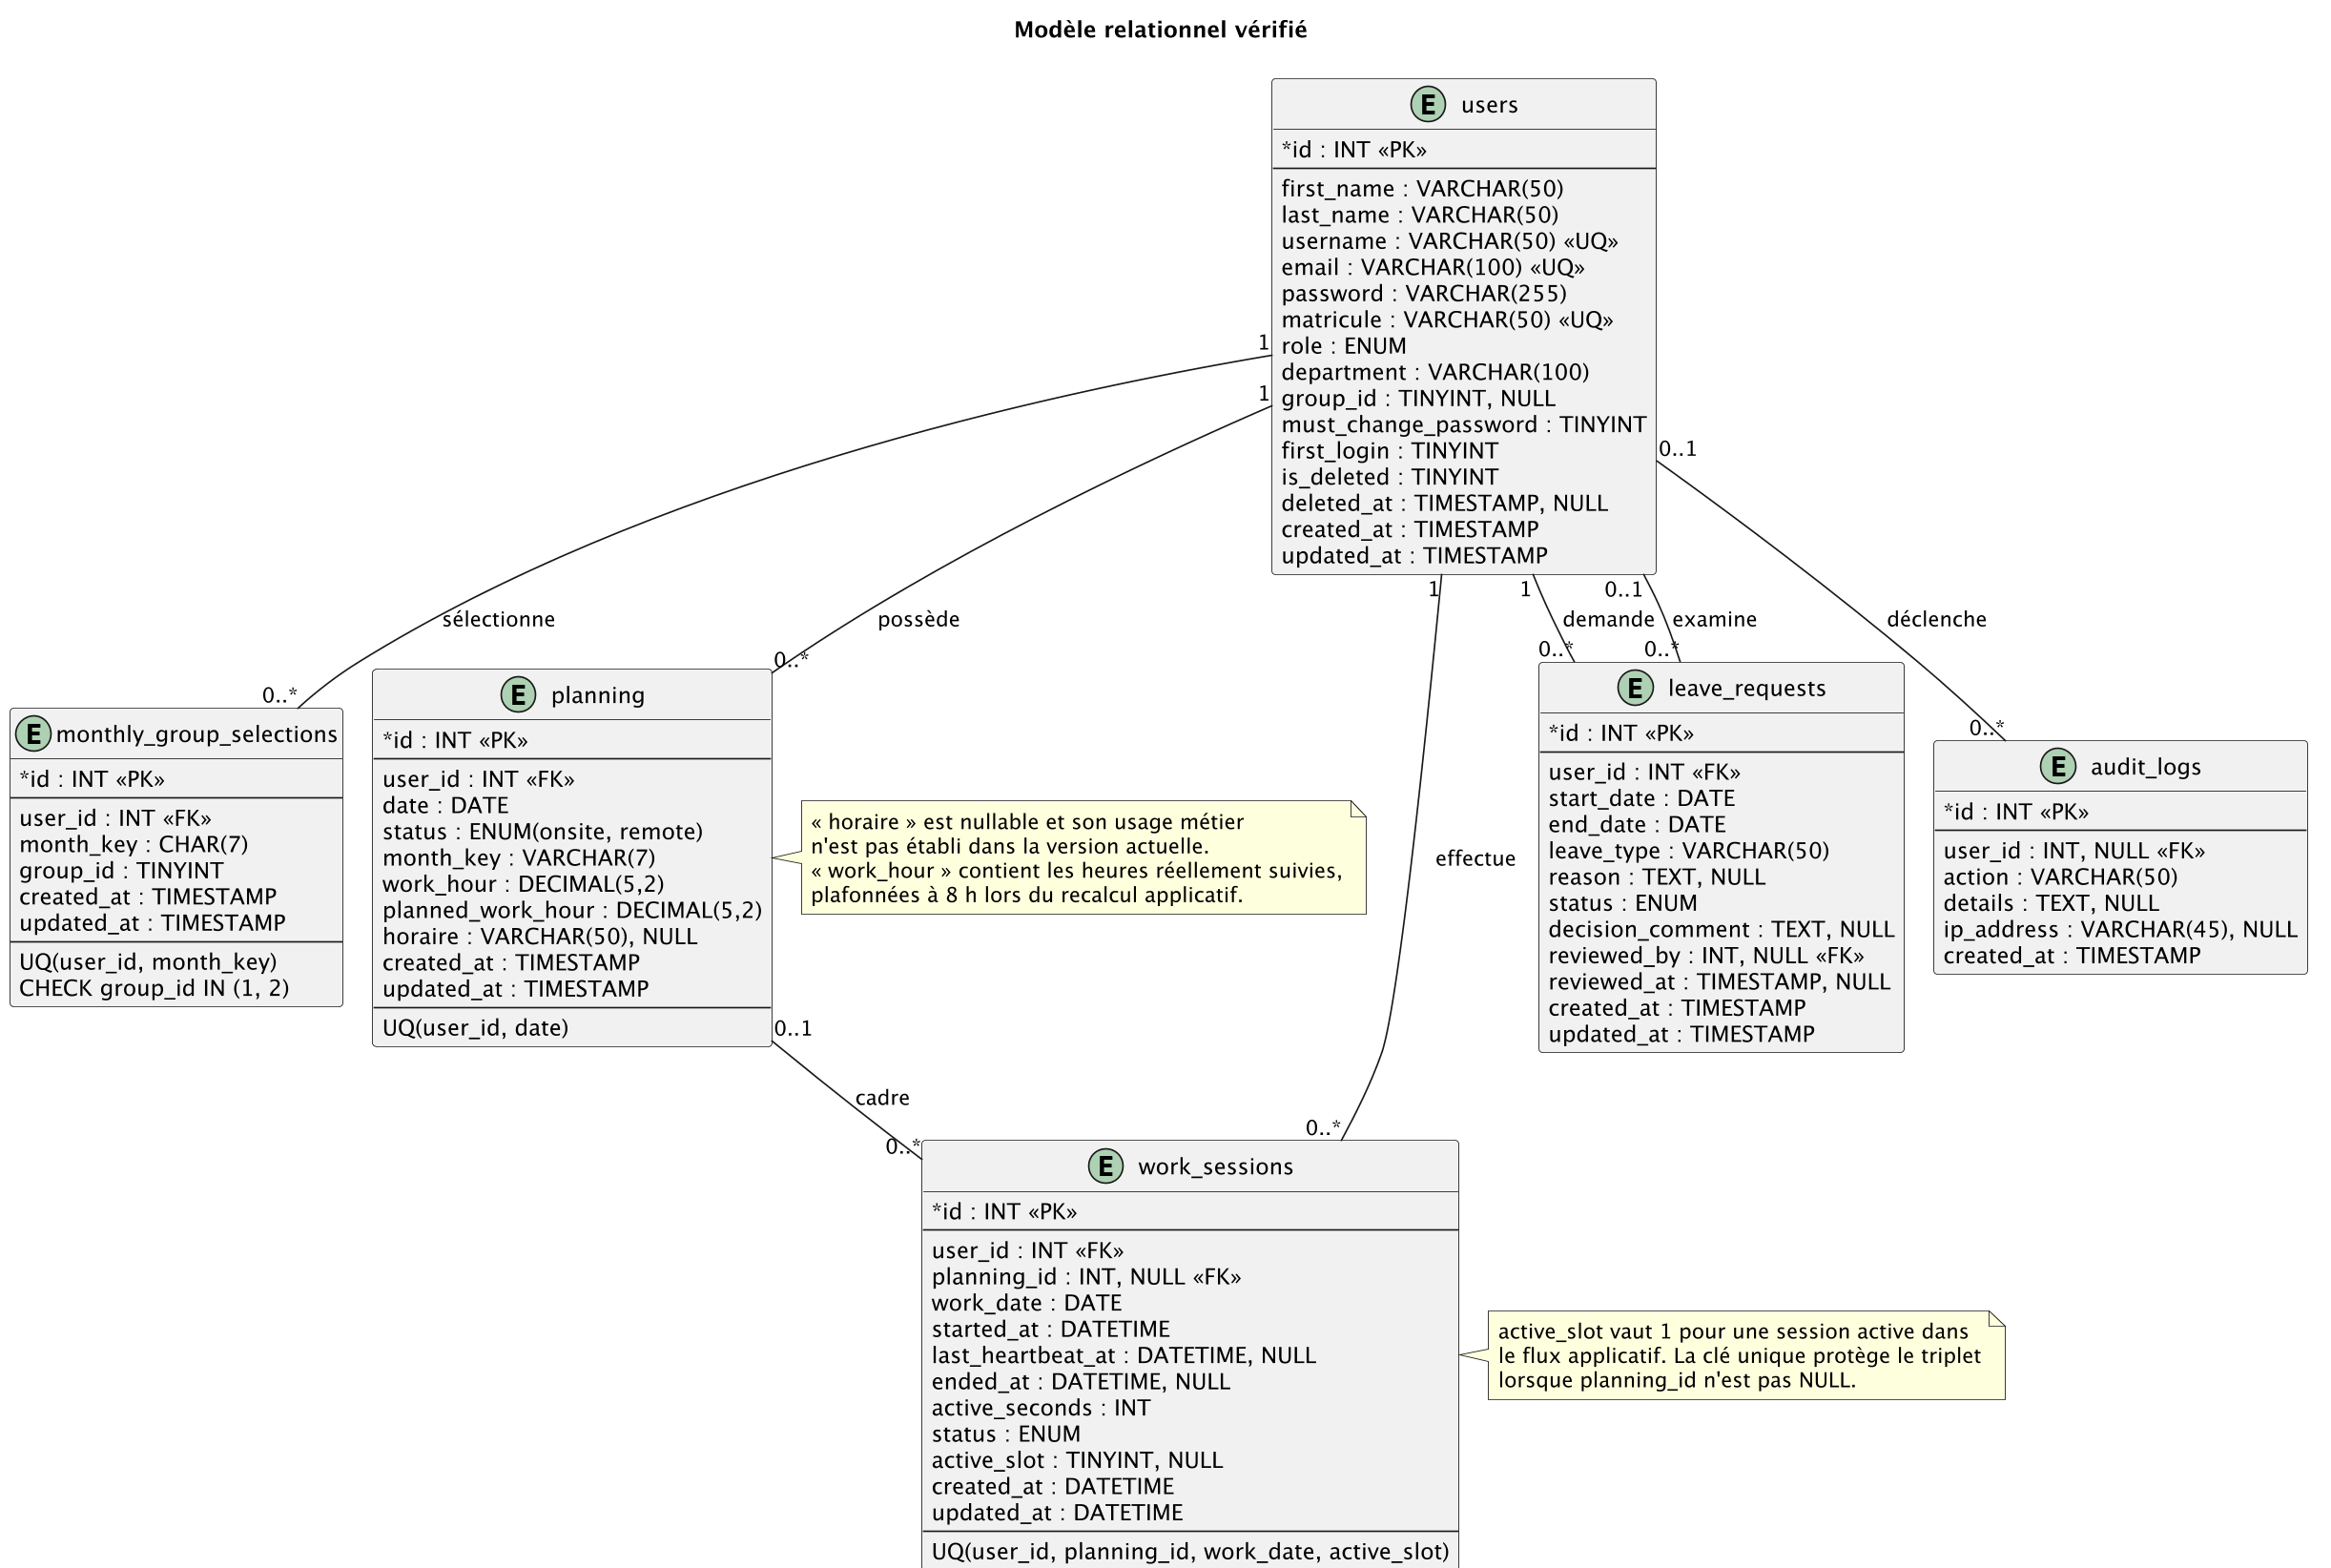 Modèle relationnel vérifié
E users
*id : INT «PK»
first_name : VARCHAR(50)
last_name : VARCHAR(50)
username : VARCHAR(50) «UQ»
email : VARCHAR(100) «UQ»
password : VARCHAR(255)
matricule : VARCHAR(50) «UQ»
role : ENUM
department : VARCHAR(100)
group_id : TINYINT, NULL
must_change_password : TINYINT
first_login : TINYINT
is_deleted : TINYINT
deleted_at : TIMESTAMP, NULL
created_at : TIMESTAMP
updated_at : TIMESTAMP
1
1
0..1
1
1
0..1
sélectionne
possède
demande
examine
déclenche
0..*
0..*
0..*
0..*
0..*
E monthly_group_selections
*id : INT «PK»
user_id : INT «FK»
month_key : CHAR(7)
group_id : TINYINT
created_at : TIMESTAMP
updated_at : TIMESTAMP
UQ(user_id, month_key)
CHECK group_id IN (1, 2)
E planning
*id : INT «PK»
user_id : INT «FK»
date : DATE
status : ENUM(onsite, remote)
month_key : VARCHAR(7)
work_hour : DECIMAL(5,2)
planned_work_hour : DECIMAL(5,2)
horaire : VARCHAR(50), NULL
created_at : TIMESTAMP
updated_at : TIMESTAMP
UQ(user_id, date)
« horaire » est nullable et son usage métier
n'est pas établi dans la version actuelle.
« work_hour » contient les heures réellement suivies,
plafonnées à 8 h lors du recalcul applicatif.
effectue
E leave_requests
*id : INT «PK»
user_id : INT «FK»
start_date : DATE
end_date : DATE
leave_type : VARCHAR(50)
reason : TEXT, NULL
status : ENUM
decision_comment : TEXT, NULL
reviewed_by : INT, NULL «FK»
reviewed_at : TIMESTAMP, NULL
created_at : TIMESTAMP
updated_at : TIMESTAMP
E audit_logs
*id : INT «PK»
user_id : INT, NULL «FK»
action : VARCHAR(50)
details : TEXT, NULL
ip_address : VARCHAR(45), NULL
created_at : TIMESTAMP
0..1
cadre
0..*
0..*
E work_sessions
*id : INT «PK»
user_id : INT «FK»
planning_id : INT, NULL «FK»
work_date : DATE
started_at : DATETIME
last_heartbeat_at : DATETIME, NULL
ended_at : DATETIME, NULL
active_seconds : INT
status : ENUM
active_slot : TINYINT, NULL
created_at : DATETIME
updated_at : DATETIME
UQ(user_id, planning_id, work_date, active_slot)
active_slot vaut 1 pour une session active dans
le flux applicatif. La clé unique protège le triplet
lorsque planning_id n'est pas NULL.